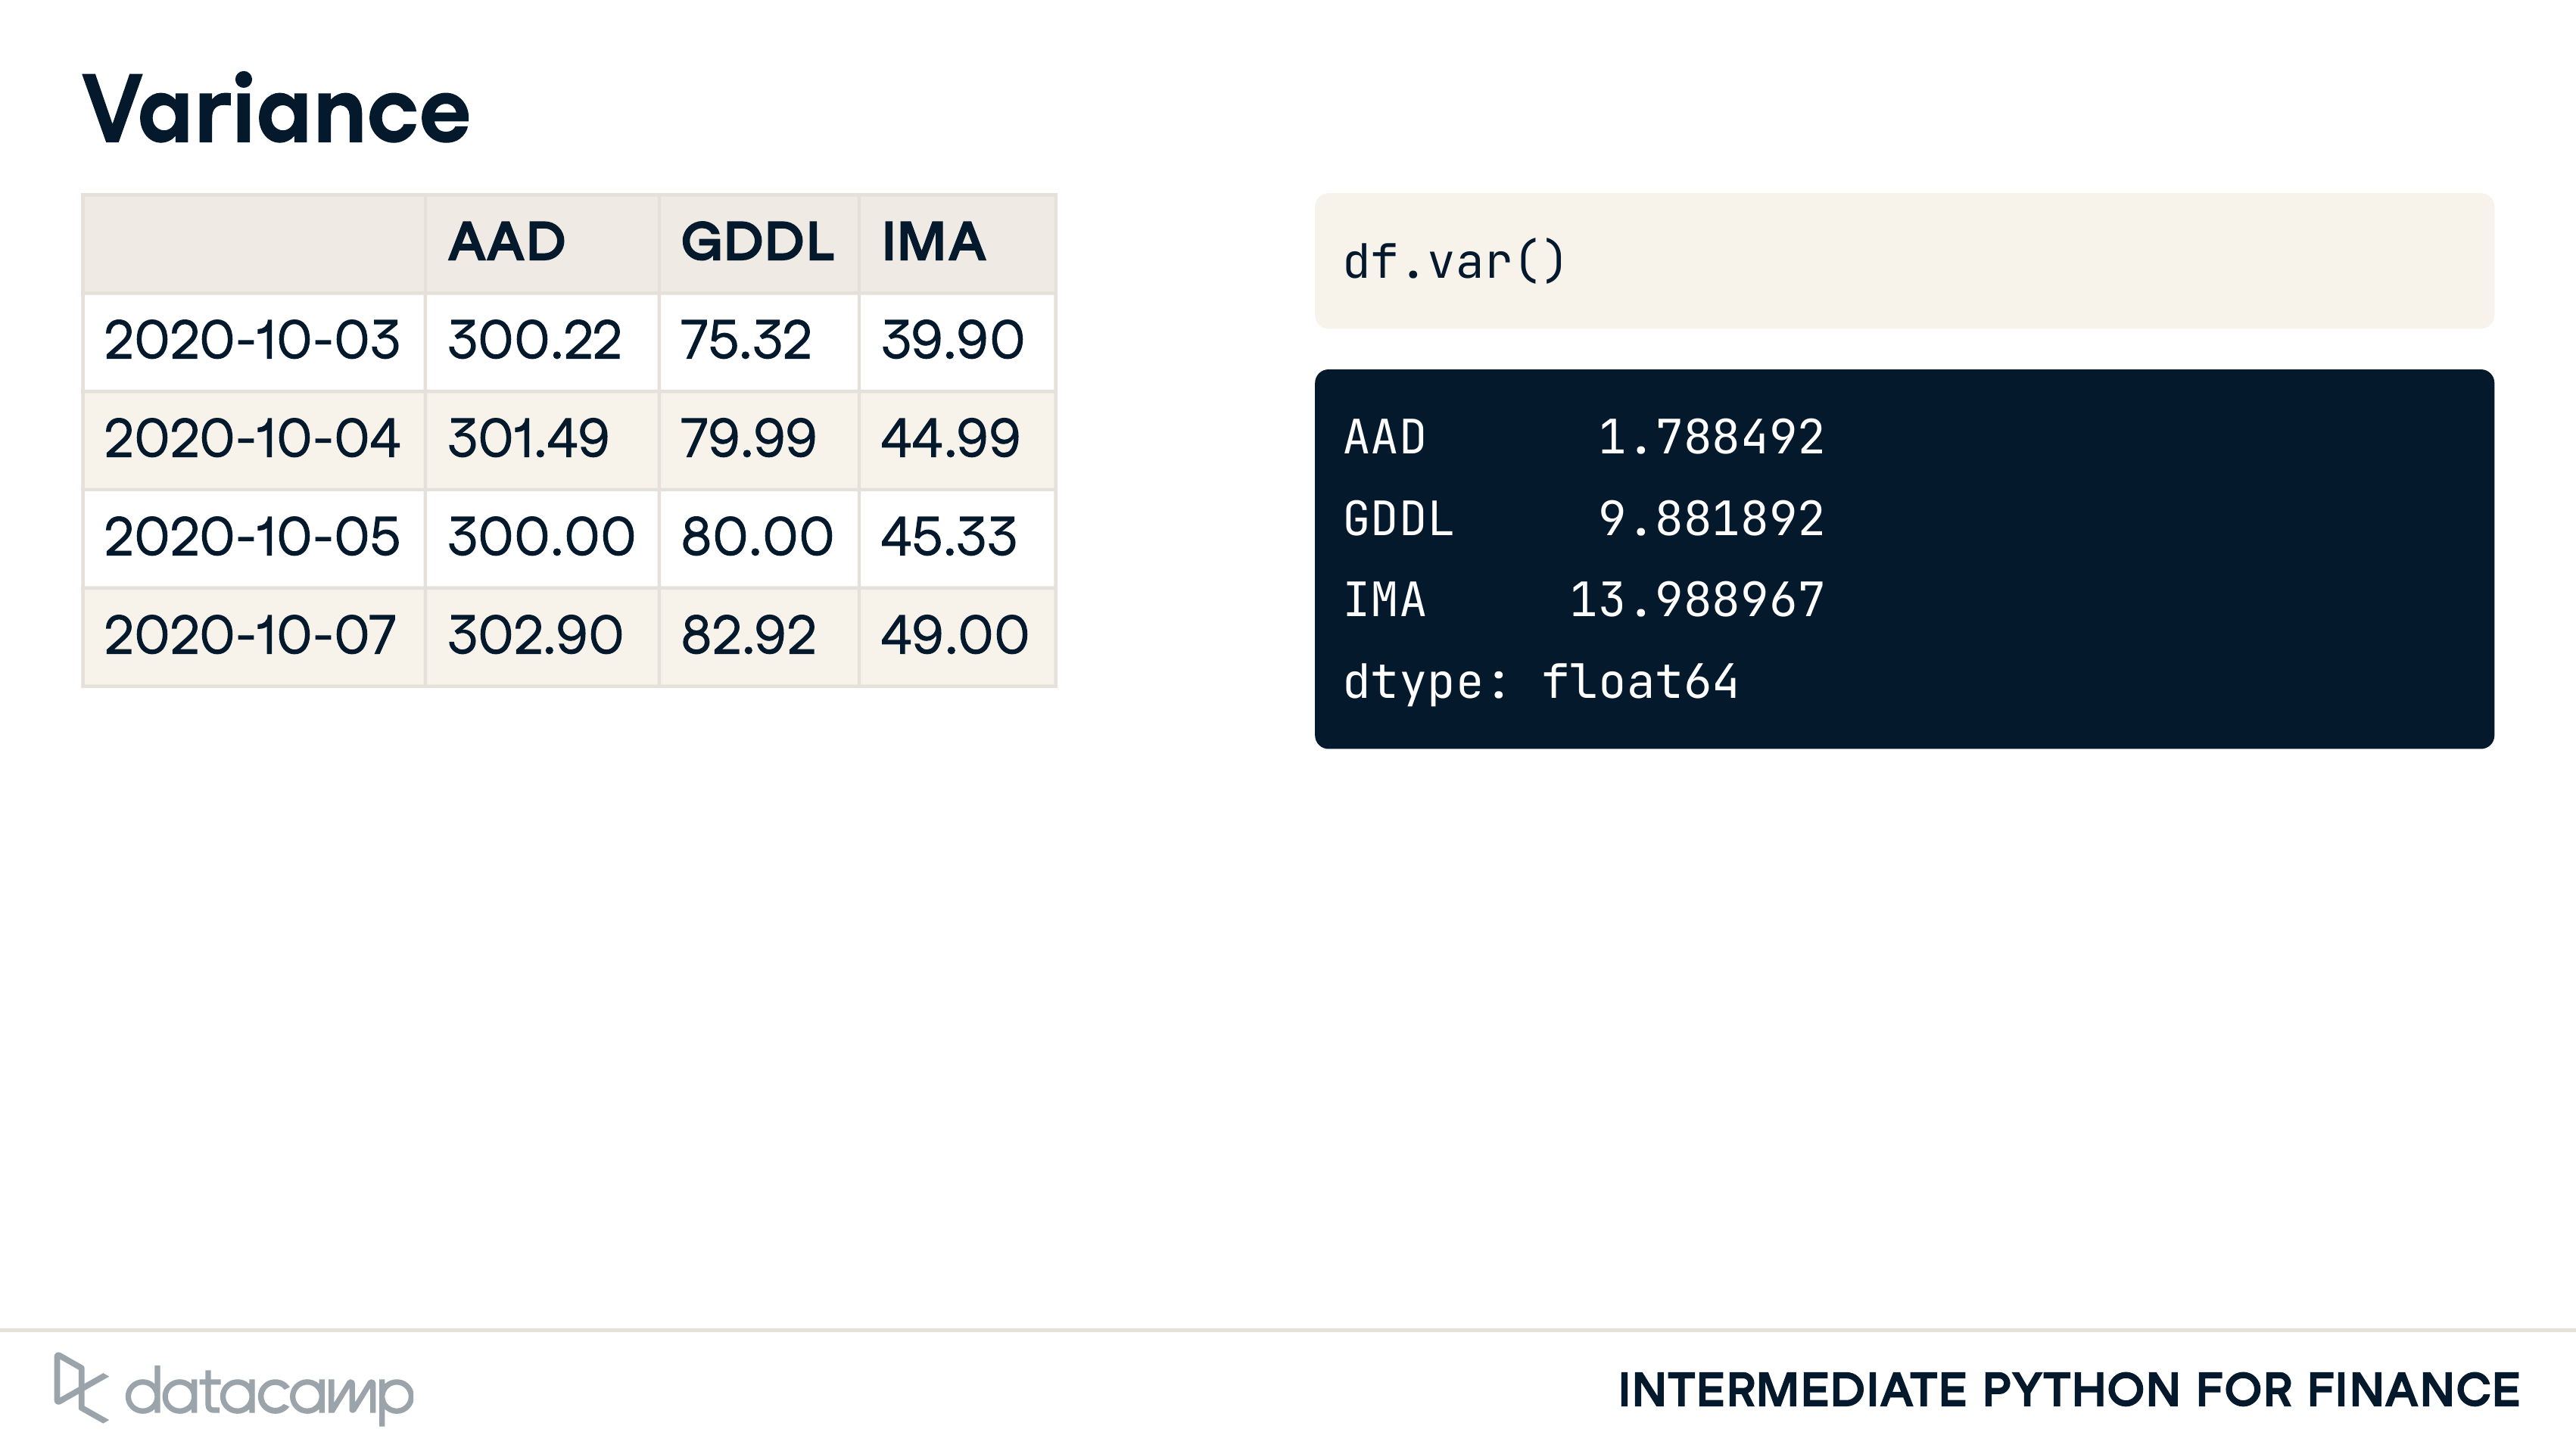 Variance
AAD GDDL IMA
2020-10-03 300.22 75.32 39.90
2020-10-04 301.49 79.99 44.99
2020-10-05 300.00 80.00 45.33
2020-10-07 302.90 82.92 49.00
df.var()
AAD 1.788492
GDDL 9.881892
IMA 13.988967
dtype: float64
datacamp
INTERMEDIATE PYTHON FOR FINANCE